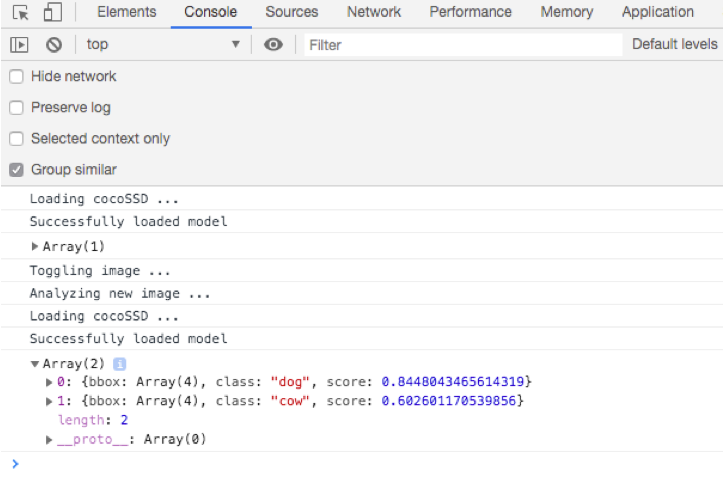 Elements Console Sources Network Performance Memory Application
top Filter Default levels
Hide network
Preserve log
Selected context only
Group similar
Loading cocoSSD ...
Successfully loaded model
Array(1)
Toggling image ...
Analyzing new image ...
Loading cocoSSD ...
Successfully loaded model
Array(2) i
0: {bbox: Array(4), class: "dog", score: 0.8448043465614319}
1: {bbox: Array(4), class: "cow", score: 0.602601170539856}
length: 2
__proto__: Array(0)